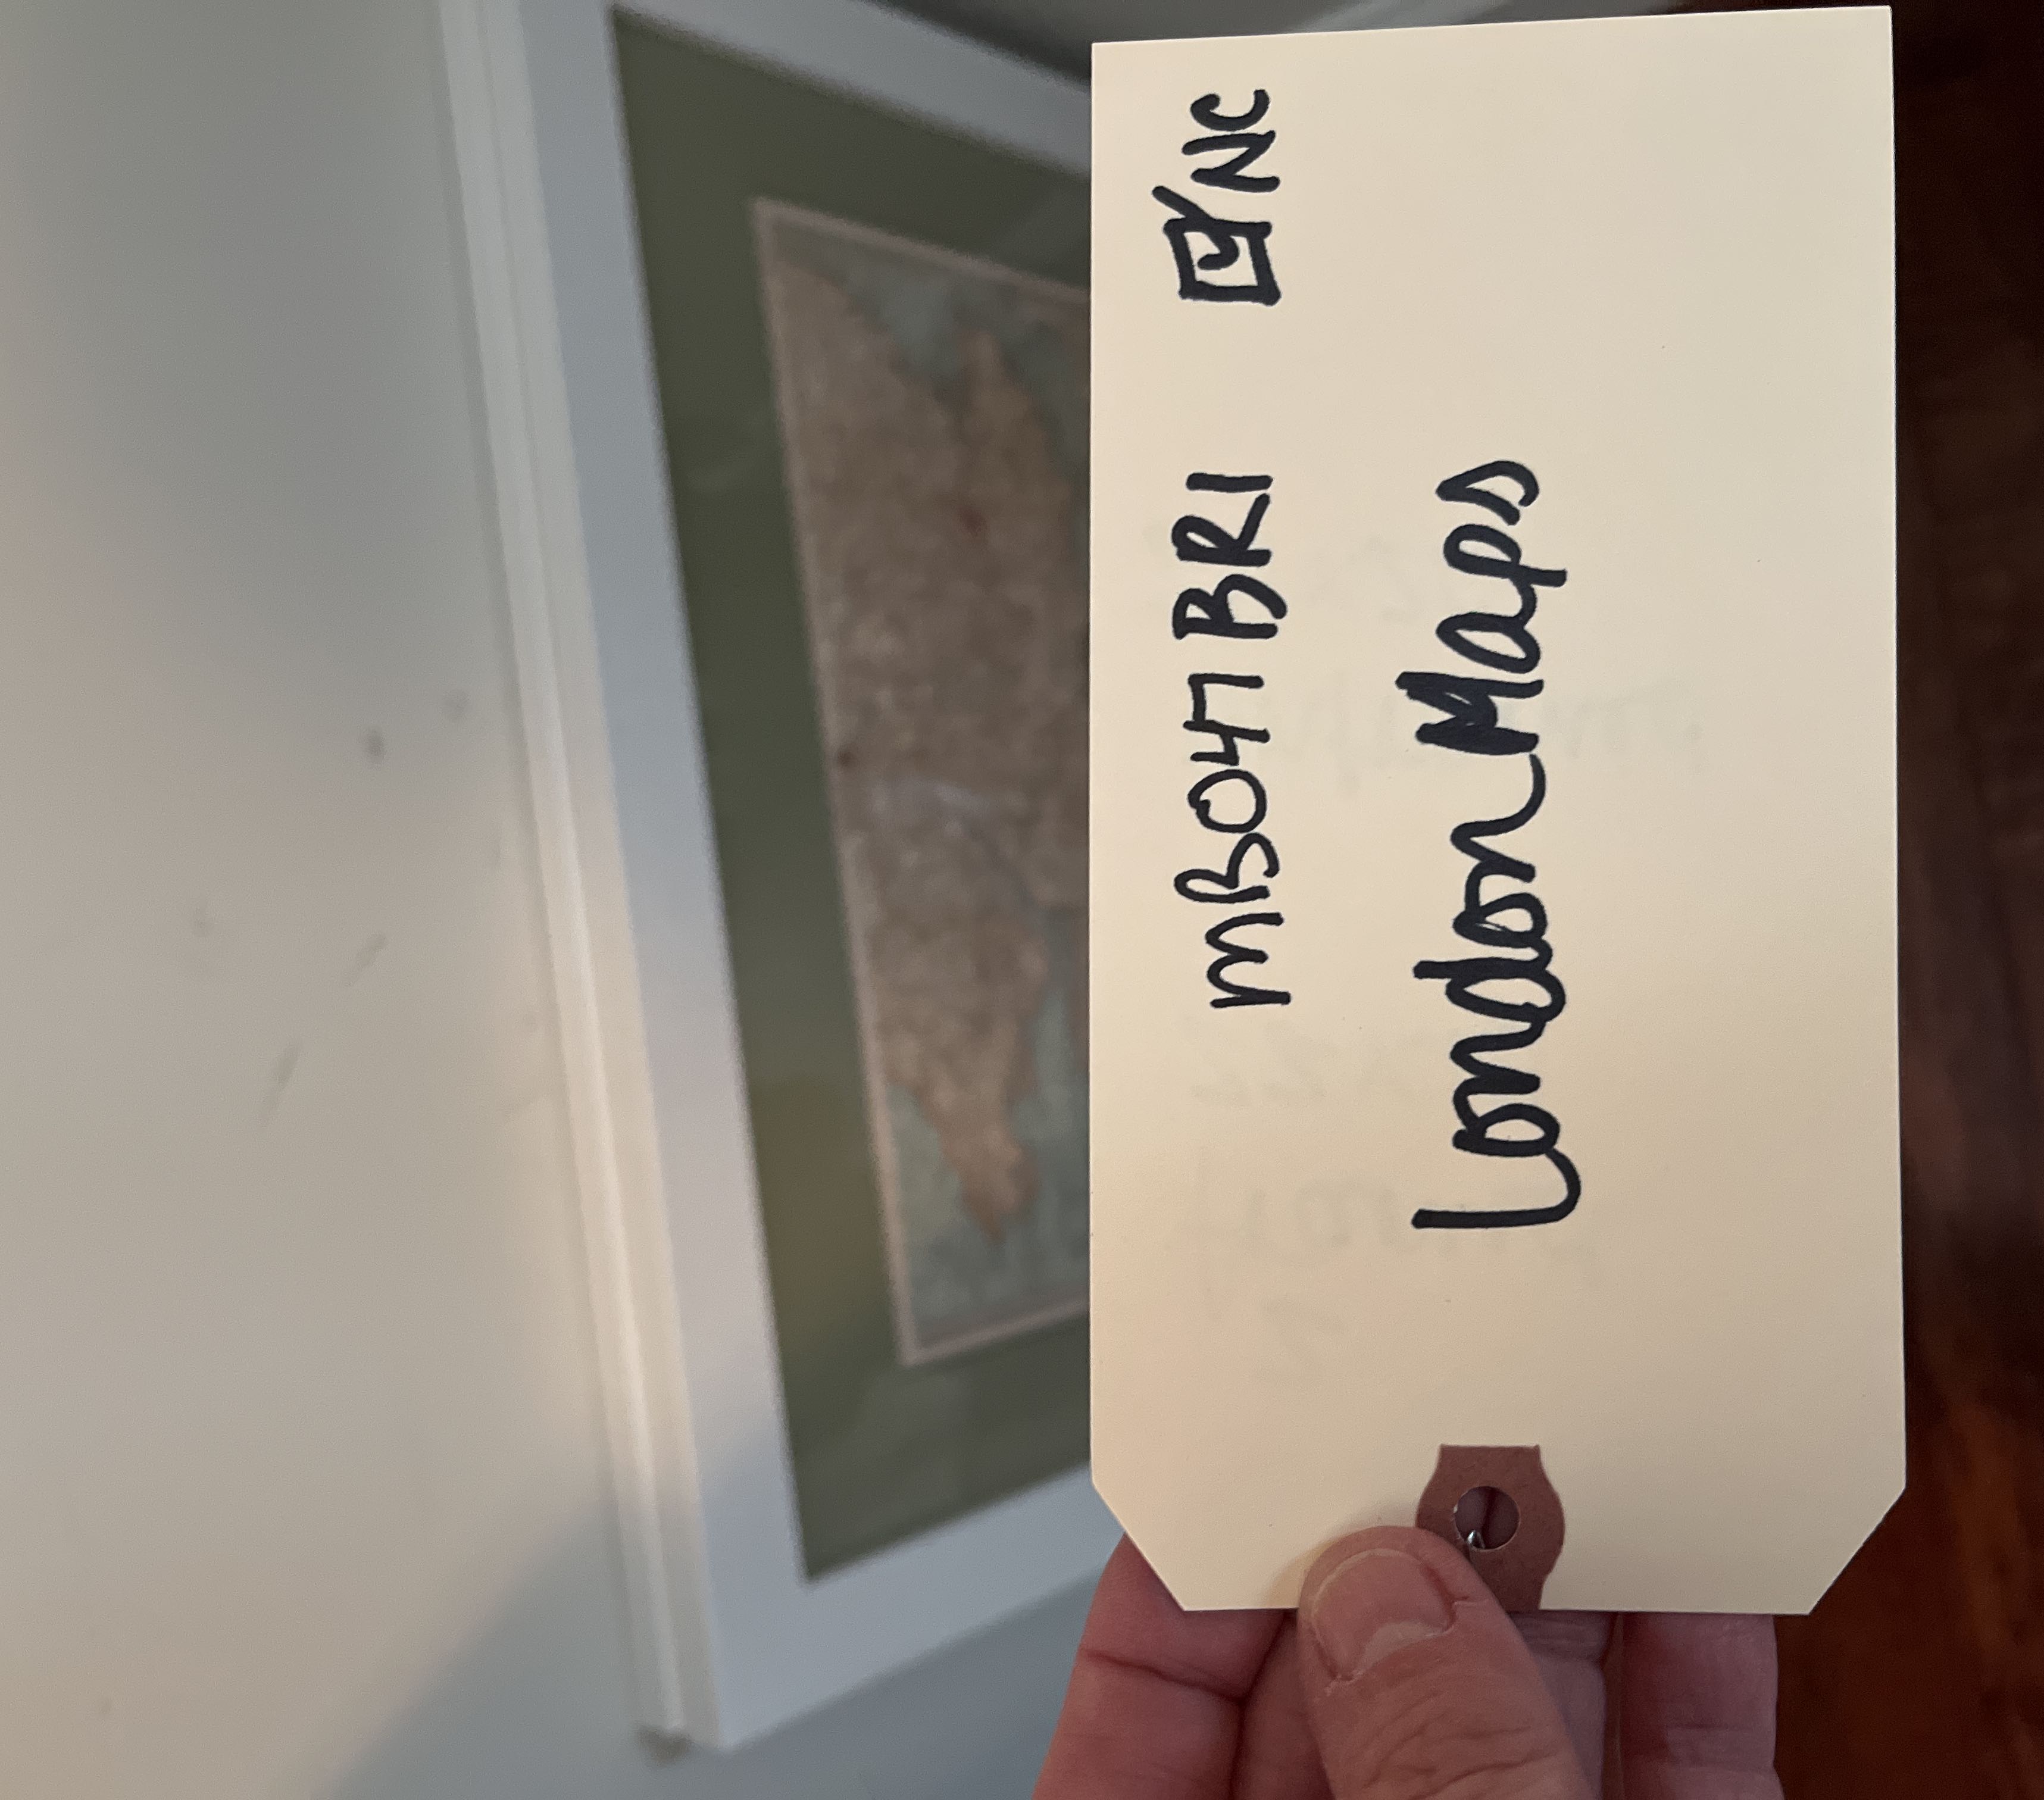 MB047 BRI ☑ NC
London Maps